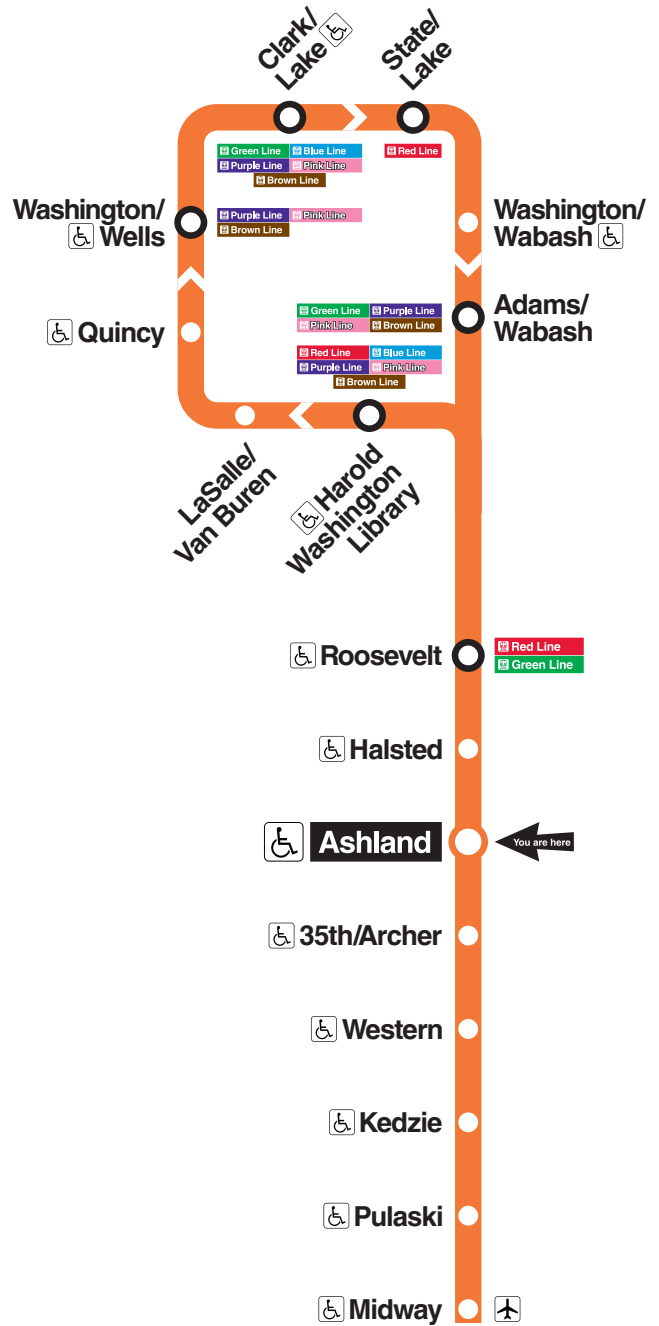 Clark/
Lake
State/
Lake
Green Line Blue Line
Purple Line Pink Line
Brown Line
Red Line
Washington/
Wells
Purple Line Pink Line
Brown Line
Washington/
Wabash
Quincy
Green Line Purple Line
Pink Line Brown Line
Adams/
Wabash
Red Line Blue Line
Purple Line Pink Line
Brown Line
LaSalle/
Van Buren
Harold
Washington
Library
Roosevelt
Red Line
Green Line
Halsted
Ashland
You are here
35th/Archer
Western
Kedzie
Pulaski
Midway